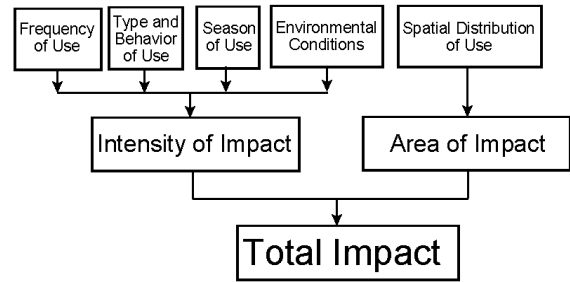 Frequency
of Use
Type and
Behavior
of Use
Season
of Use
Environmental
Conditions
Spatial Distribution
of Use
Intensity of Impact
Area of Impact
Total Impact